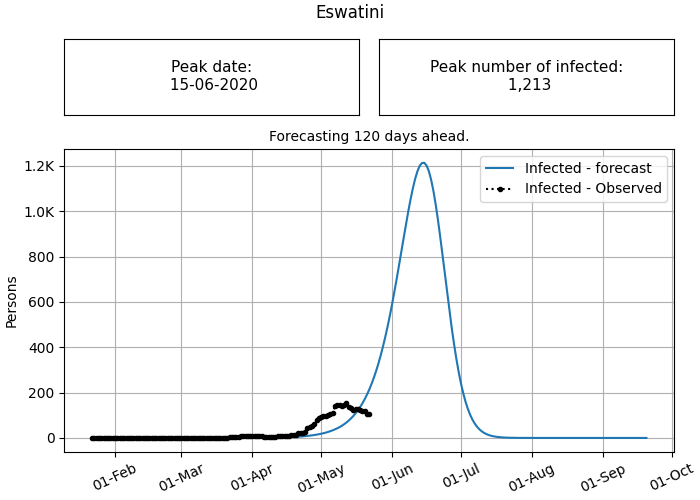 Eswatini
Peak date:
15-06-2020
Peak number of infected:
1,213
Forecasting 120 days ahead.
Infected - forecast
Infected - Observed
Persons
1.2K
1.0K
800
600
400
200
0
01-Feb
01-Mar
01-Apr
01-May
01-Jun
01-Jul
01-Aug
01-Sep
01-Oct